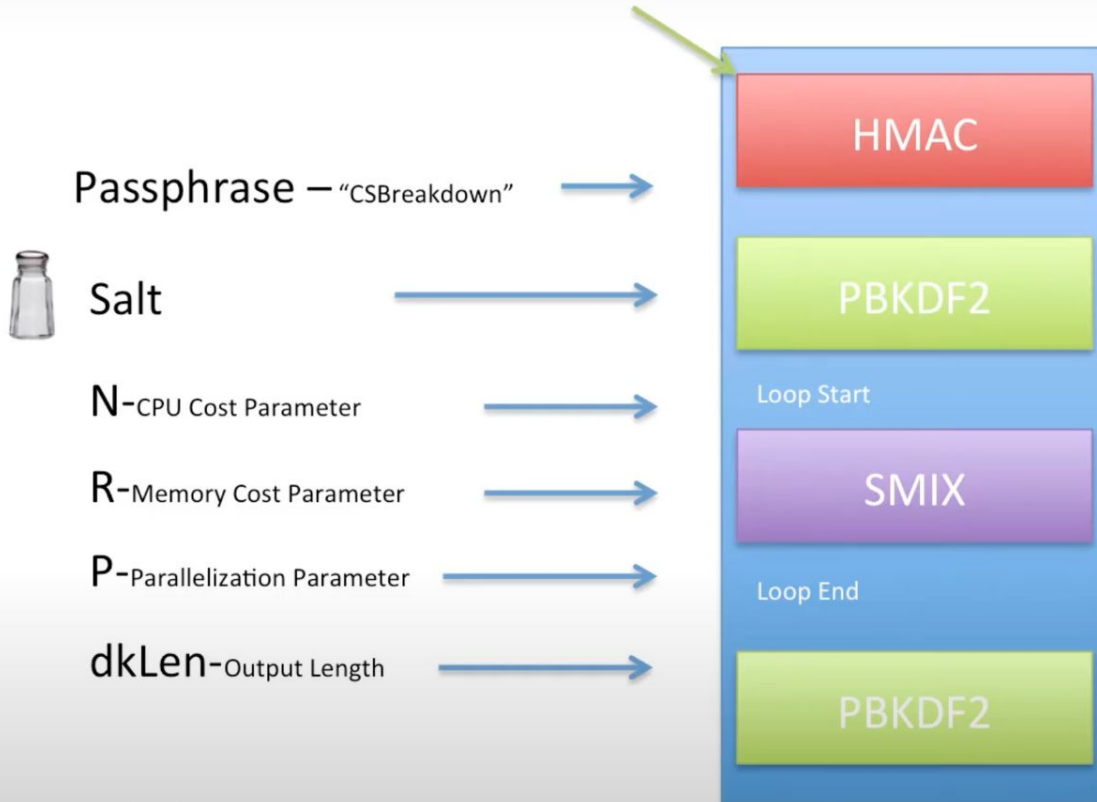 HMAC
Passphrase – “CSBreakdown”
Salt
PBKDF2
N-CPU Cost Parameter
Loop Start
R-Memory Cost Parameter
SMIX
P-Parallelization Parameter
Loop End
dkLen-Output Length
PBKDF2